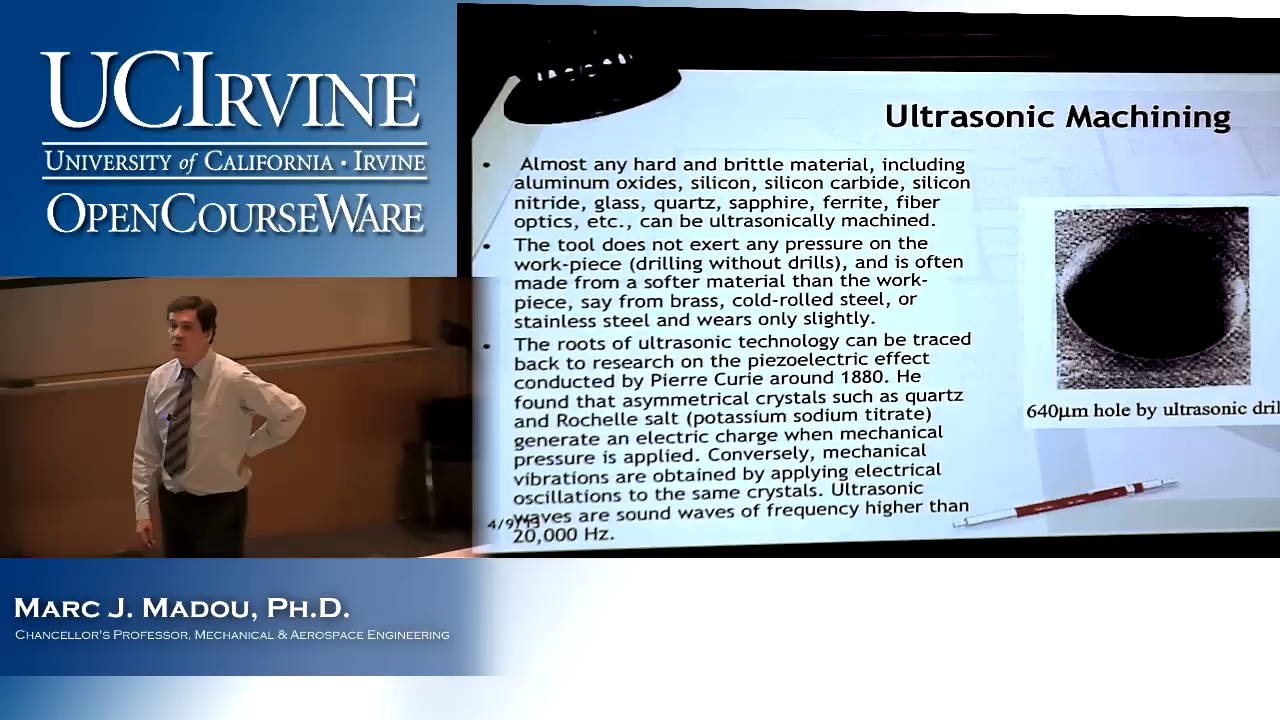 UCIRVINE
UNIVERSITY of CALIFORNIA · IRVINE
OPENCOURSEWARE
Ultrasonic Machining
• Almost any hard and brittle material, including
aluminum oxides, silicon, silicon carbide, silicon
nitride, glass, quartz, sapphire, ferrite, fiber
optics, etc., can be ultrasonically machined.
• The tool does not exert any pressure on the
work-piece (drilling without drills), and is often
made from a softer material than the work-
piece, say from brass, cold-rolled steel, or
stainless steel and wears only slightly.
• The roots of ultrasonic technology can be traced
back to research on the piezoelectric effect
conducted by Pierre Curie around 1880. He
found that asymmetrical crystals such as quartz
and Rochelle salt (potassium sodium titrate)
generate an electric charge when mechanical
pressure is applied. Conversely, mechanical
vibrations are obtained by applying electrical
oscillations to the same crystals. Ultrasonic
waves are sound waves of frequency higher than
20,000 Hz.
4/9/13
640μm hole by ultrasonic dril
MARC J. MADOU, PH.D.
CHANCELLOR'S PROFESSOR, MECHANICAL & AEROSPACE ENGINEERING